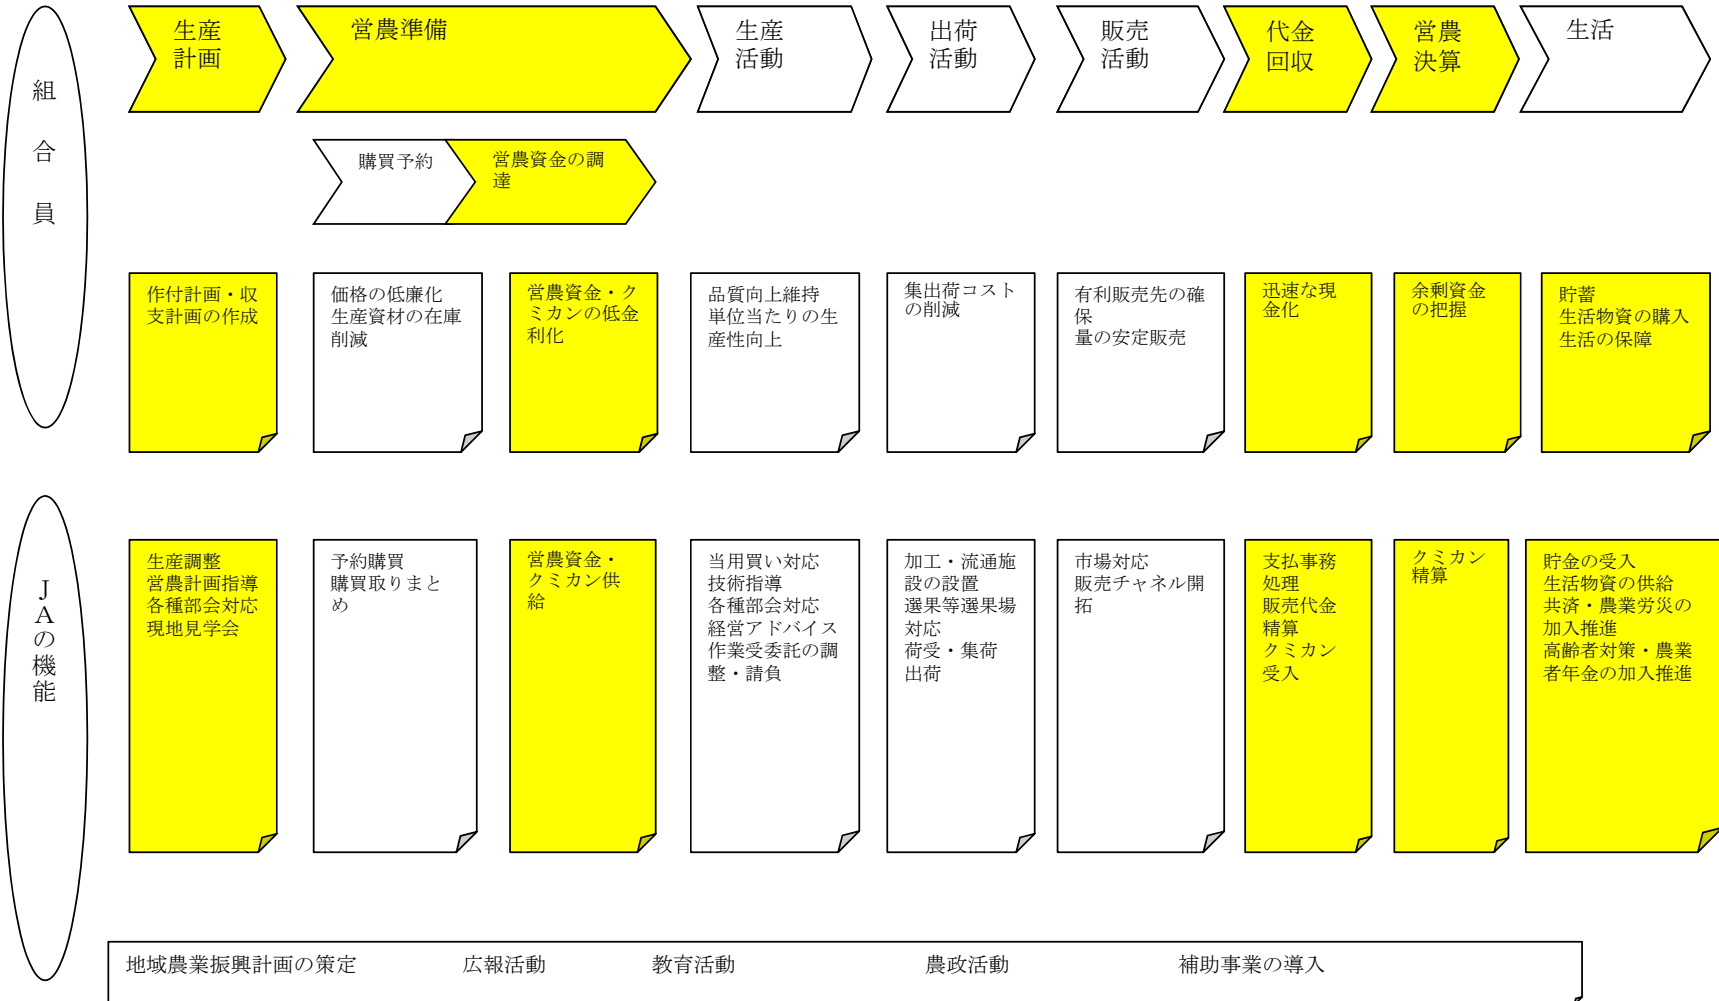 組
合
員
生産
計画
営農準備
生産
活動
出荷
活動
販売
活動
代金
回収
営農
決算
生活
購買予約
営農資金の調
達
作付計画・収
支計画の作成
価格の低廉化
生産資材の在庫
削減
営農資金・ク
ミカンの低金
利化
品質向上維持
単位当たりの生
産性向上
集出荷コスト
の削減
有利販売先の確
保
量の安定販売
迅速な現
金化
余剰資金
の把握
貯蓄
生活物資の購入
生活の保障
JAの機能
生産調整
営農計画指導
各種部会対応
現地見学会
予約購買
購買取りまと
め
営農資金・
クミカン供
給
当用買い対応
技術指導
各種部会対応
経営アドバイス
作業受委託の調
整・請負
加工・流通施
設の設置
選果等選果場
対応
荷受・集荷
出荷
市場対応
販売チャネル開
拓
支払事務
処理
販売代金
精算
クミカン
受入
クミカン
精算
貯金の受入
生活物資の供給
共済・農業労災の
加入推進
高齢者対策・農業
者年金の加入推進
地域農業振興計画の策定 広報活動 教育活動 農政活動 補助事業の導入